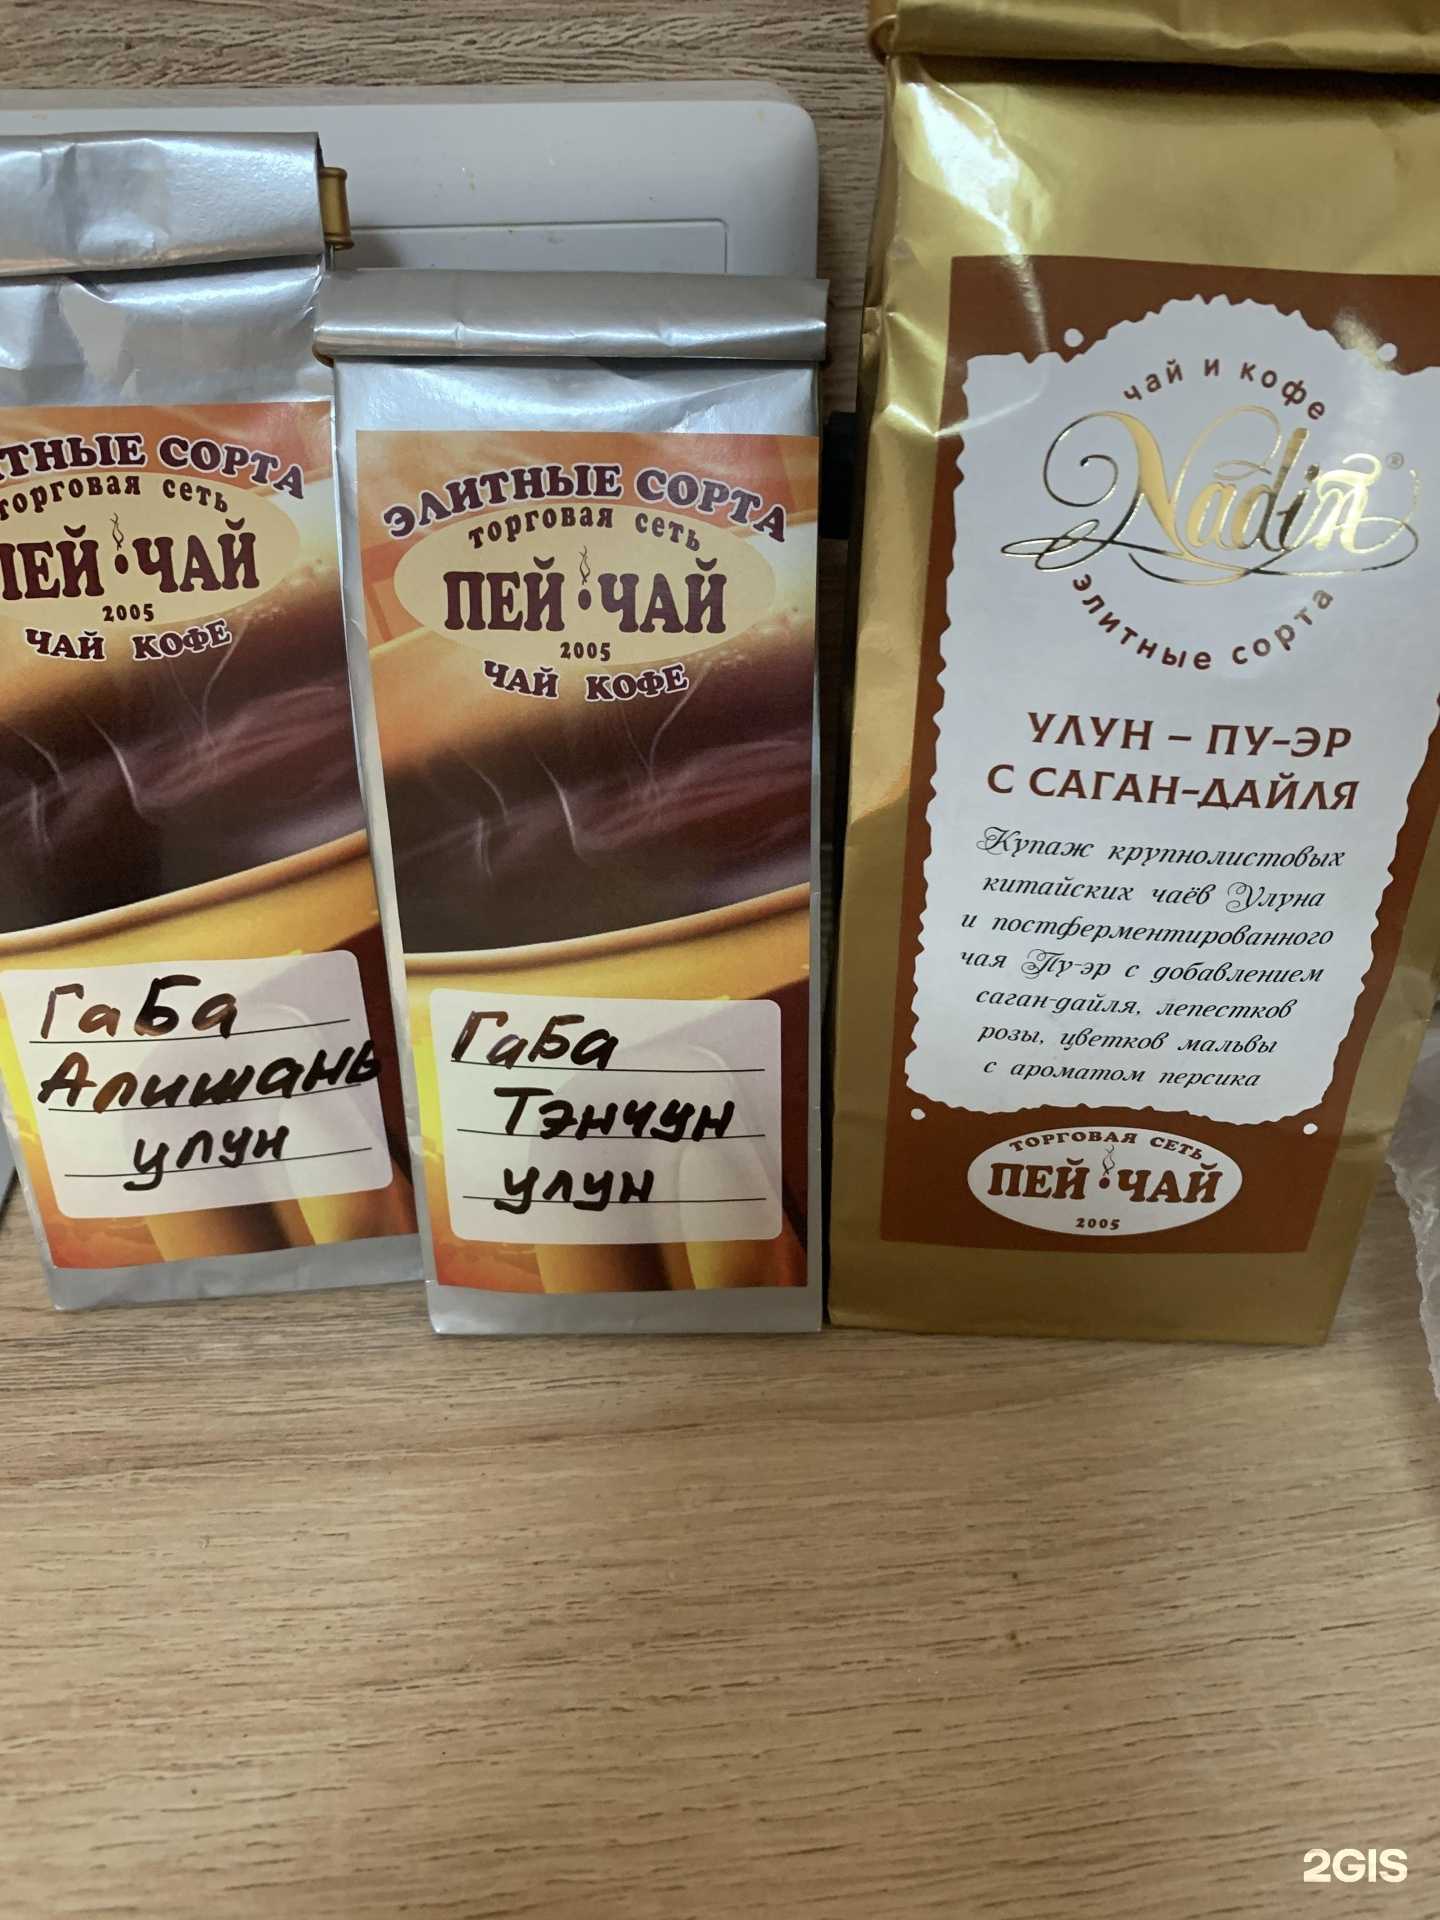 ТНЫЕ СОРТА
торговая сеть
ПЕЙ ЧАЙ
2005
ЧАЙ КОФЕ
ГаБа
Алишань
улун
ЭЛИТНЫЕ СОРТА
торговая сеть
ПЕЙ ЧАЙ
2005
ЧАЙ КОФЕ
ГаБа
Тэнчун
улун
чай и кофе
Nadin®
элитные сорта
УЛУН – ПУ-ЭР
С САГАН-ДАЙЛЯ
Купаж крупнолистовых
китайских чаёв Улуна
и постферментированного
чая Пу-эр с добавлением
саган-дайля, лепестков
розы, цветков мальвы
с ароматом персика
ТОРГОВАЯ СЕТЬ
ПЕЙ ЧАЙ
2005
2GIS